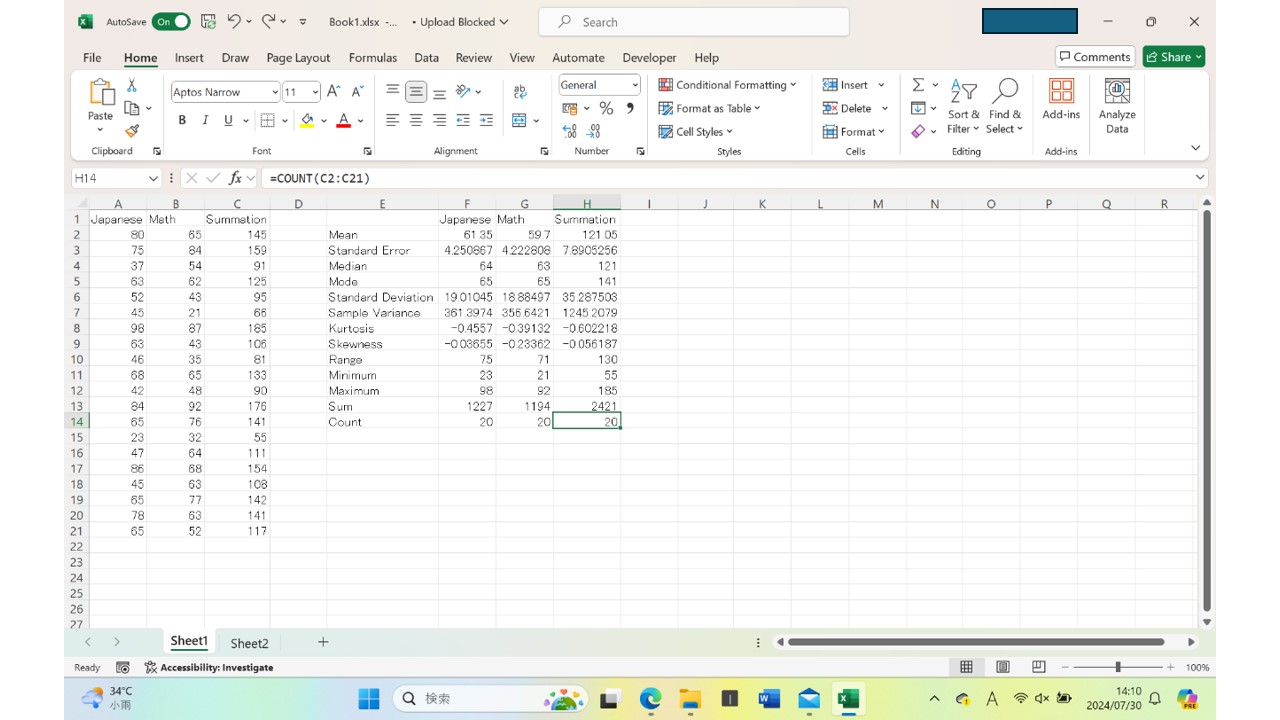 AutoSave On Book1.xlsx -... • Upload Blocked Search
File Home Insert Draw Page Layout Formulas Data Review View Automate Developer Help Comments Share
Paste Aptos Narrow 11 General Conditional Formatting Insert
B I U Format as Table Delete Sort & Find & Add-ins Analyze
Cell Styles Format Filter Select Data
Clipboard Font Alignment Number Styles Cells Editing Add-ins
H14 fx =COUNT(C2:C21)
A B C D E F G H I J K L M N O P Q R
1 Japanese Math Summation Japanese Math Summation
2 80 65 145 Mean 61.35 59.7 121.05
3 75 84 159 Standard Error 4.250867 4.222808 7.8905256
4 37 54 91 Median 64 63 121
5 63 62 125 Mode 65 65 141
6 52 43 95 Standard Deviation 19.01045 18.88497 35.287503
7 45 21 66 Sample Variance 361.3974 356.6421 1245.2079
8 98 87 185 Kurtosis -0.4557 -0.39132 -0.602218
9 63 43 106 Skewness -0.03655 -0.23362 -0.056187
10 46 35 81 Range 75 71 130
11 68 65 133 Minimum 23 21 55
12 42 48 90 Maximum 98 92 185
13 84 92 176 Sum 1227 1194 2421
14 65 76 141 Count 20 20 20
15 23 32 55
16 47 64 111
17 86 68 154
18 45 63 108
19 65 77 142
20 78 63 141
21 65 52 117
22
23
24
25
26
27
Sheet1 Sheet2 +
Ready Accessibility: Investigate 100%
34°C 検索 A 14:10
小雨 2024/07/30